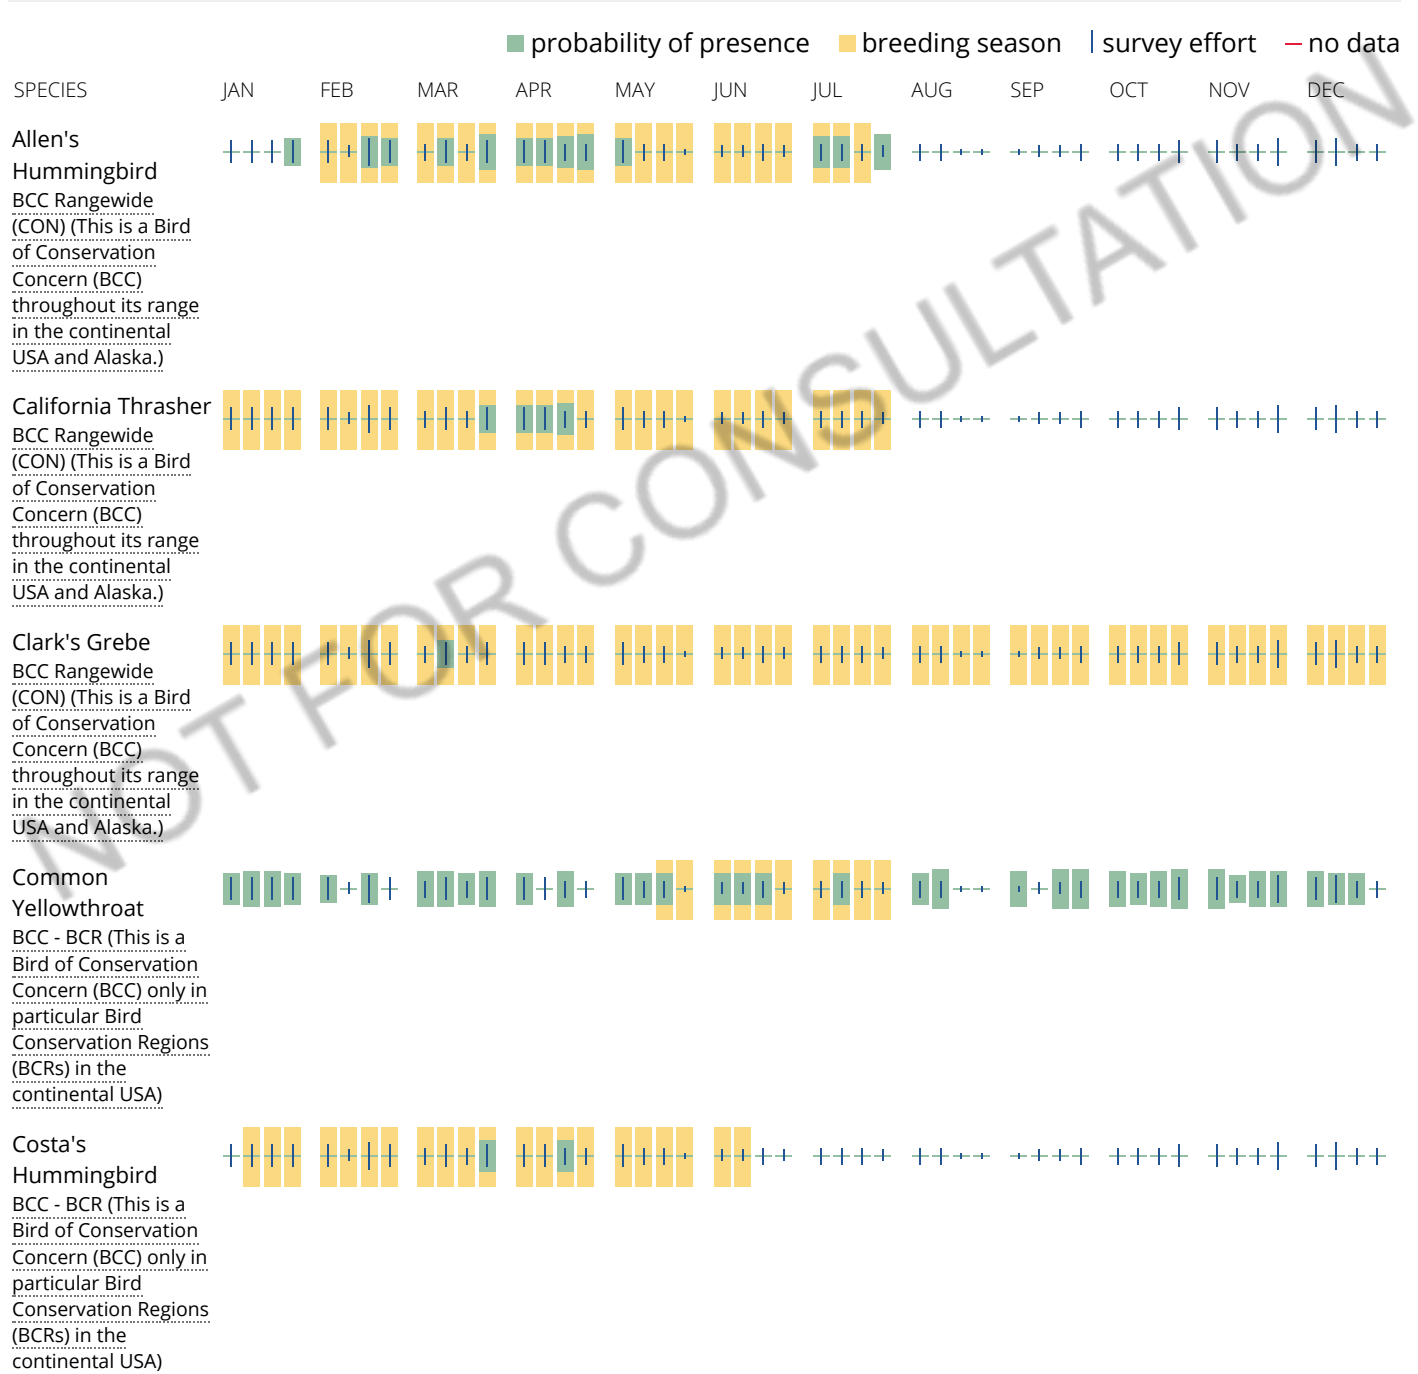 probability of presence breeding season survey effort no data
SPECIES JAN FEB MAR APR MAY JUN JUL AUG SEP OCT NOV DEC
Allen's
Hummingbird
BCC Rangewide
(CON) (This is a Bird
of Conservation
Concern (BCC)
throughout its range
in the continental
USA and Alaska.)
California Thrasher
BCC Rangewide
(CON) (This is a Bird
of Conservation
Concern (BCC)
throughout its range
in the continental
USA and Alaska.)
Clark's Grebe
BCC Rangewide
(CON) (This is a Bird
of Conservation
Concern (BCC)
throughout its range
in the continental
USA and Alaska.)
Common
Yellowthroat
BCC - BCR (This is a
Bird of Conservation
Concern (BCC) only in
particular Bird
Conservation Regions
(BCRs) in the
continental USA)
Costa's
Hummingbird
BCC - BCR (This is a
Bird of Conservation
Concern (BCC) only in
particular Bird
Conservation Regions
(BCRs) in the
continental USA)
NOT FOR CONSULTATION